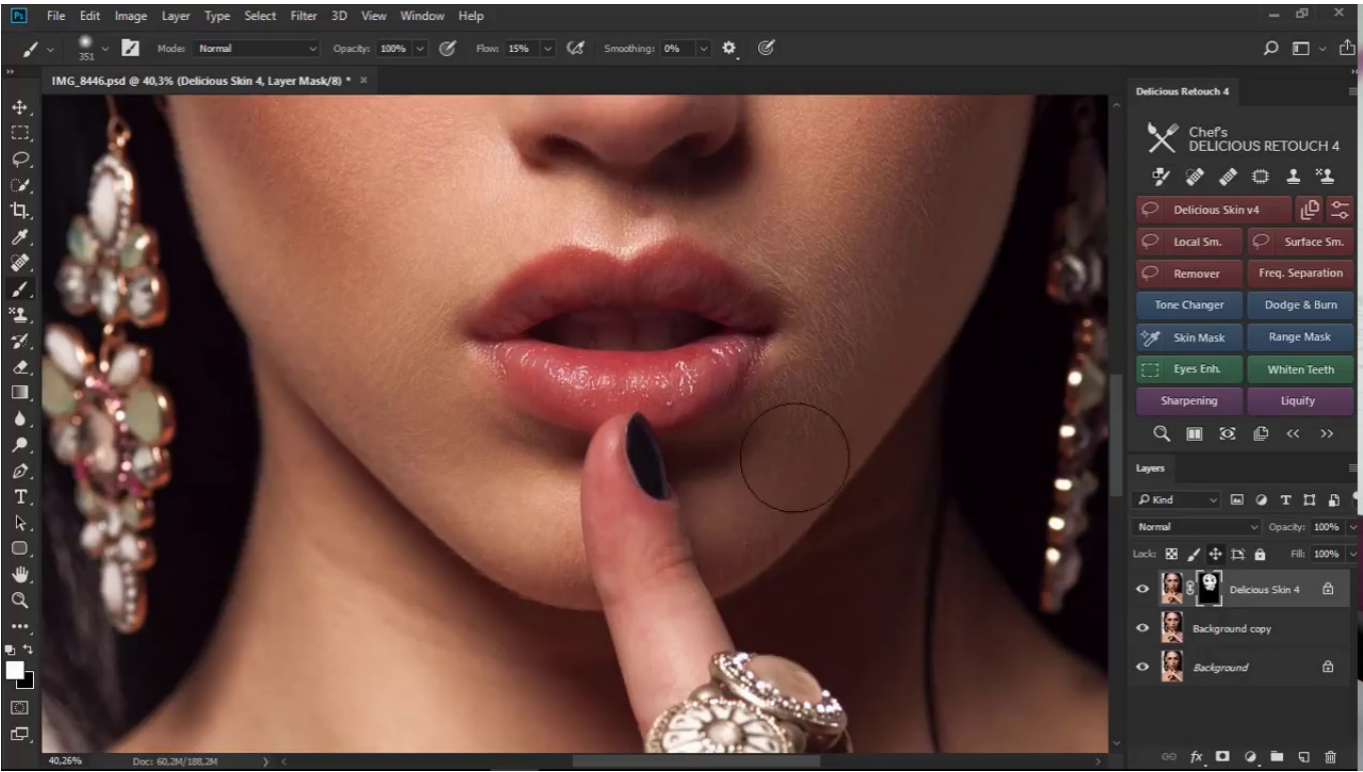 Ps File Edit Image Layer Type Select Filter 3D View Window Help
351 Mode: Normal Opacity: 100% Flow: 15% Smoothing: 0%
IMG_8446.psd @ 40,3% (Delicious Skin 4, Layer Mask/8) * ×
Delicious Retouch 4
Chef's
DELICIOUS RETOUCH 4
Delicious Skin v4
Local Sm. Surface Sm.
Remover Freq. Separation
Tone Changer Dodge & Burn
Skin Mask Range Mask
Eyes Enh. Whiten Teeth
Sharpening Liquify
Layers
Kind
Normal Opacity: 100%
Lock: Fill: 100%
Delicious Skin 4
Background copy
Background
40,26% Doc: 60,2M/188,2M